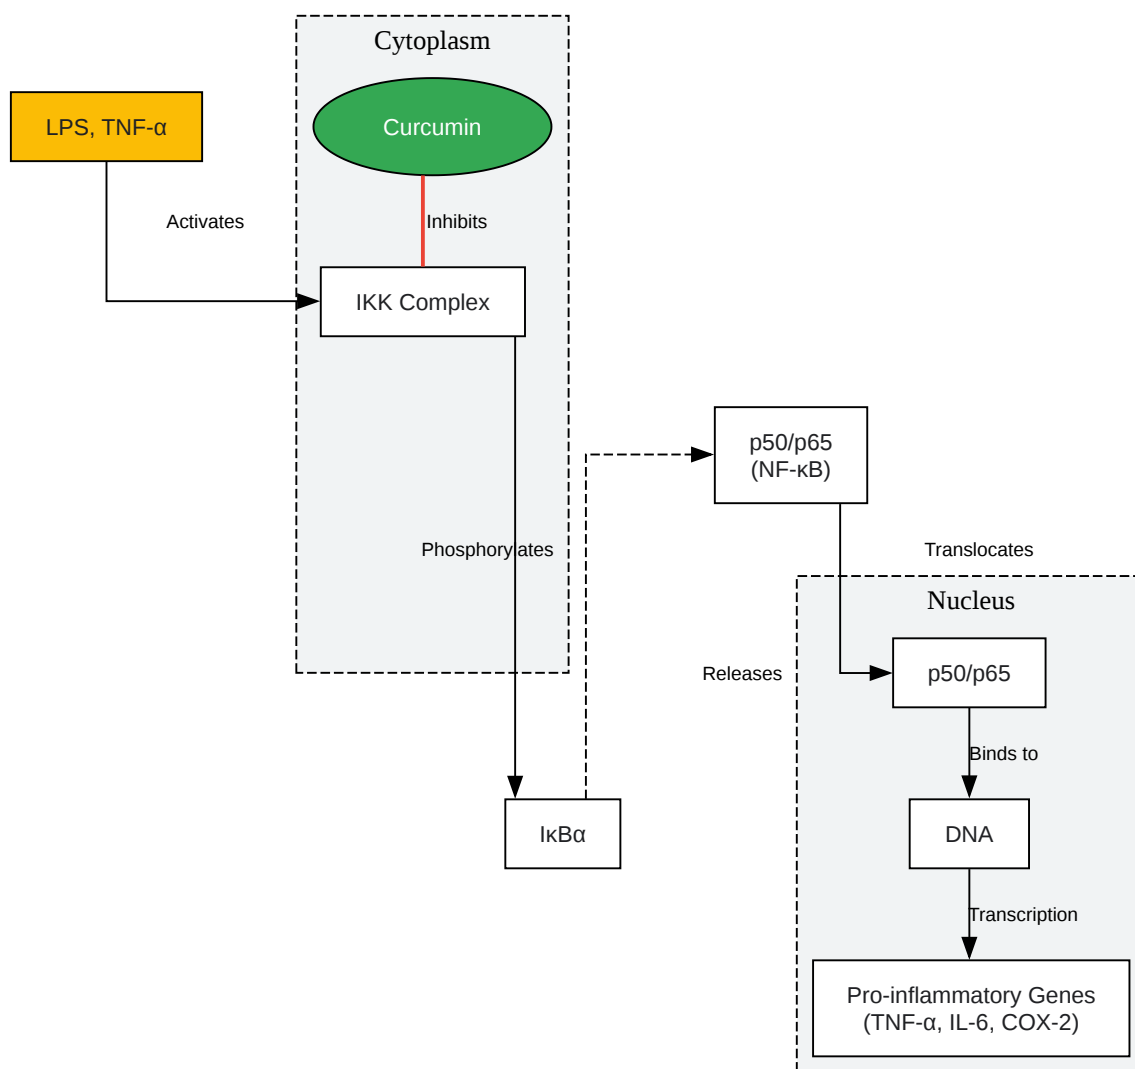 Cytoplasm
LPS, TNF-α
Curcumin
Activates
Inhibits
IKK Complex
p50/p65
(NF-κB)
Phosphorylates
Translocates
Nucleus
Releases
p50/p65
Binds to
IκBα
DNA
Transcription
Pro-inflammatory Genes
(TNF-α, IL-6, COX-2)